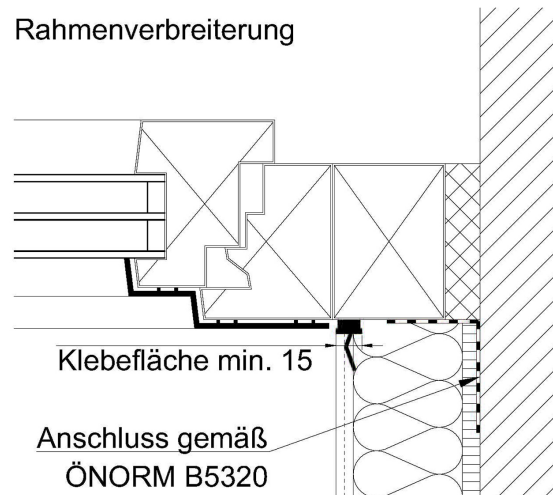 Rahmenverbreiterung
Klebefläche min. 15
Anschluss gemäß
ÖNORM B5320